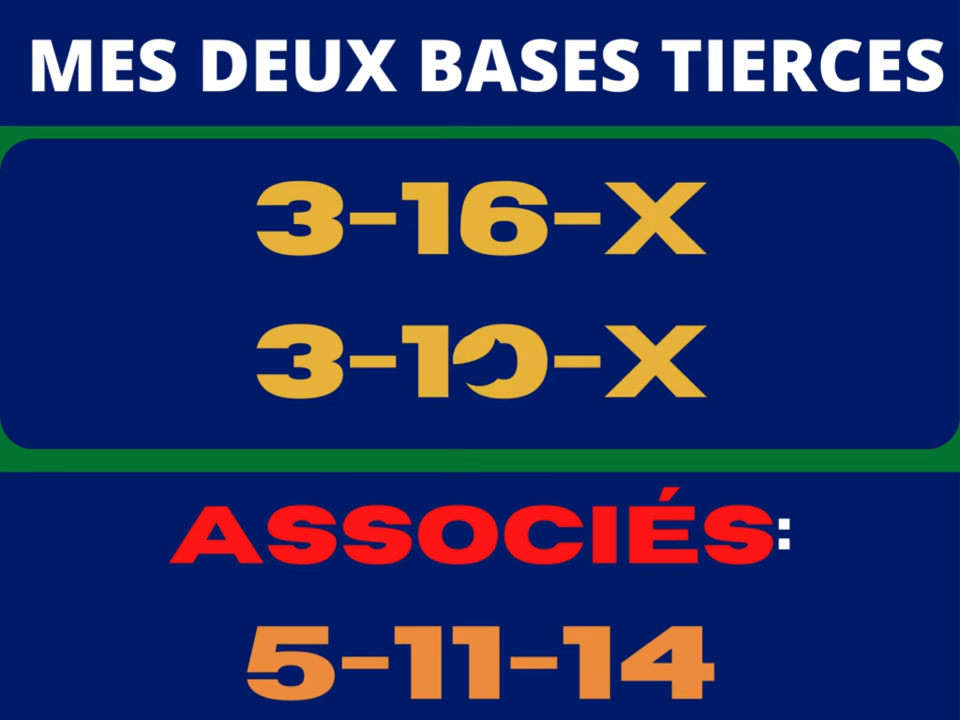 MES DEUX BASES TIERCES
3-16-X
3-10-X
ASSOCIÉS:
5-11-14